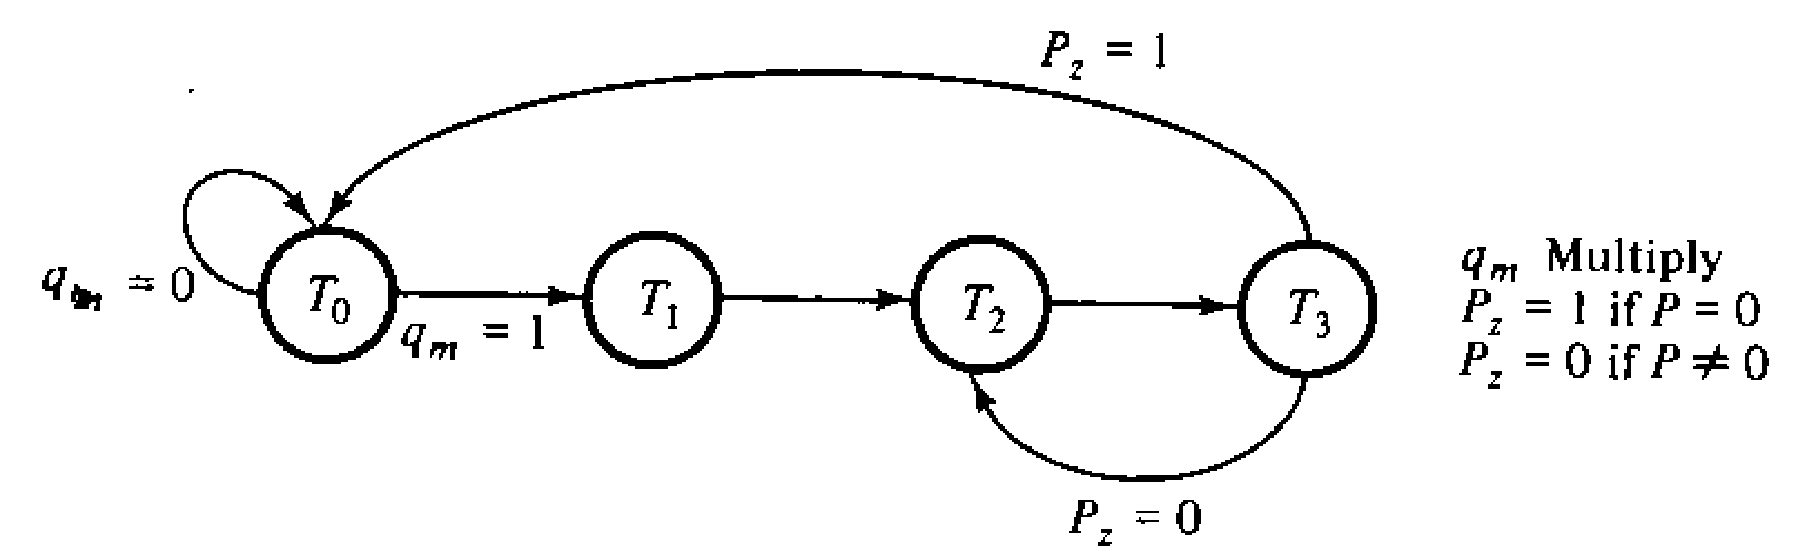 P_z = 1
q_m = 0
T_0
q_m = 1
T_1
T_2
T_3
q_m Multiply
P_z = 1 if P = 0
P_z = 0 if P ≠ 0
P_z = 0